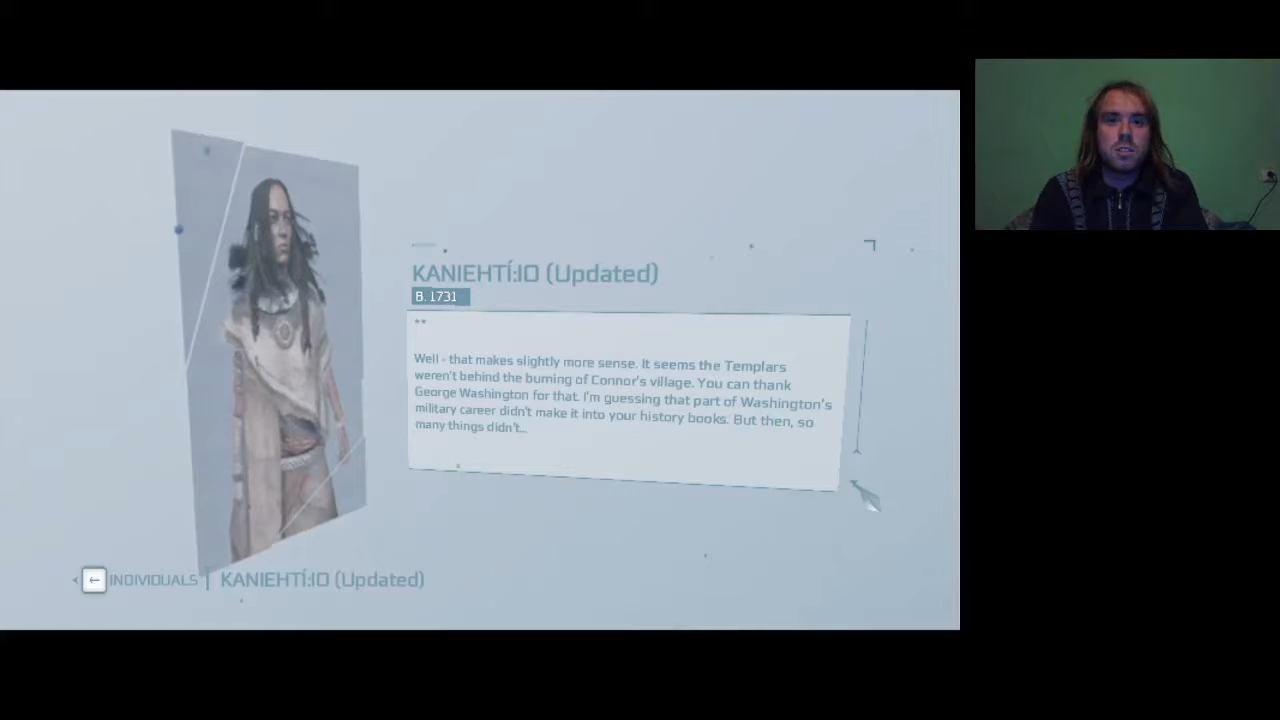 KANIEHTÍ:IO (Updated)
B. 1731
**
Well - that makes slightly more sense. It seems the Templars
weren't behind the burning of Connor's village. You can thank
George Washington for that. I'm guessing that part of Washington's
military career didn't make it into your history books. But then, so
many things didn't...
← INDIVIDUALS | KANIEHTÍ:IO (Updated)